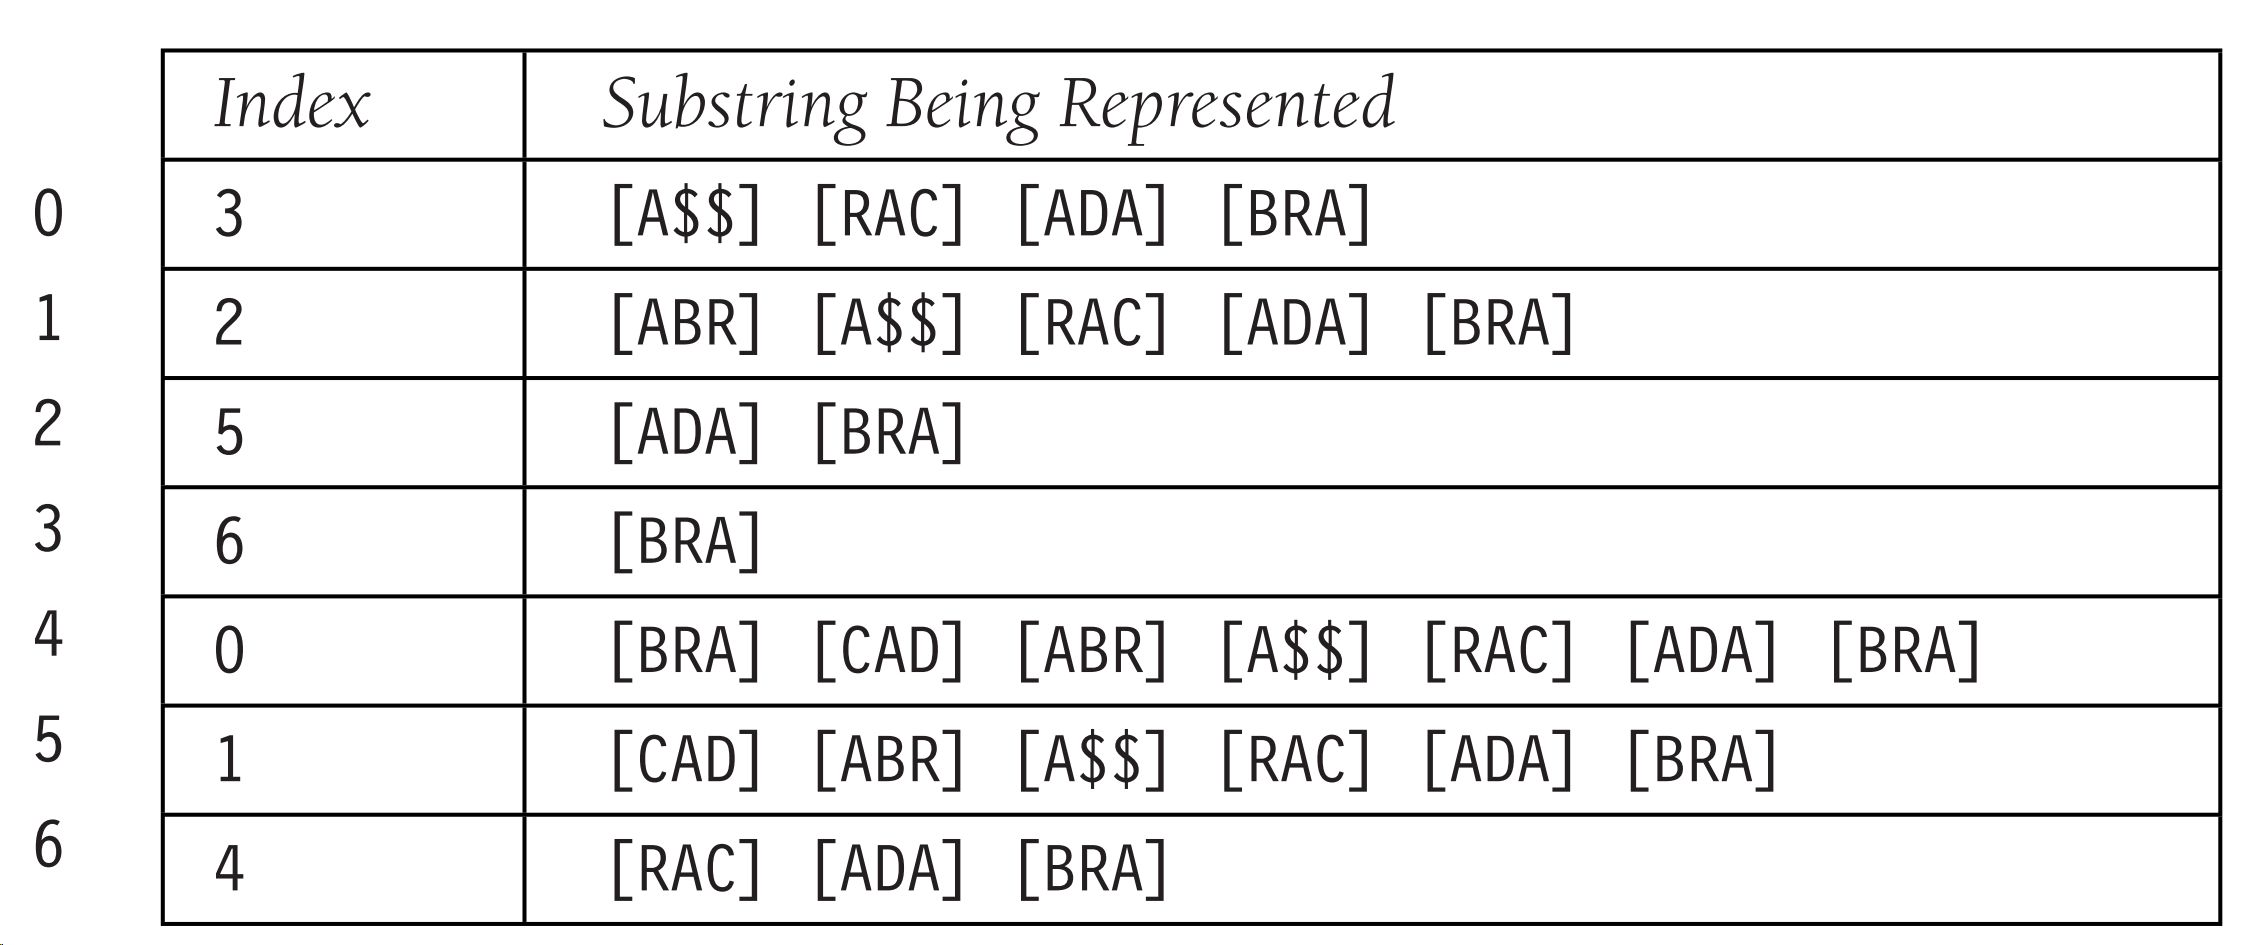 Index Substring Being Represented
0 3 [A$$] [RAC] [ADA] [BRA]
1 2 [ABR] [A$$] [RAC] [ADA] [BRA]
2 5 [ADA] [BRA]
3 6 [BRA]
4 0 [BRA] [CAD] [ABR] [A$$] [RAC] [ADA] [BRA]
5 1 [CAD] [ABR] [A$$] [RAC] [ADA] [BRA]
6 4 [RAC] [ADA] [BRA]